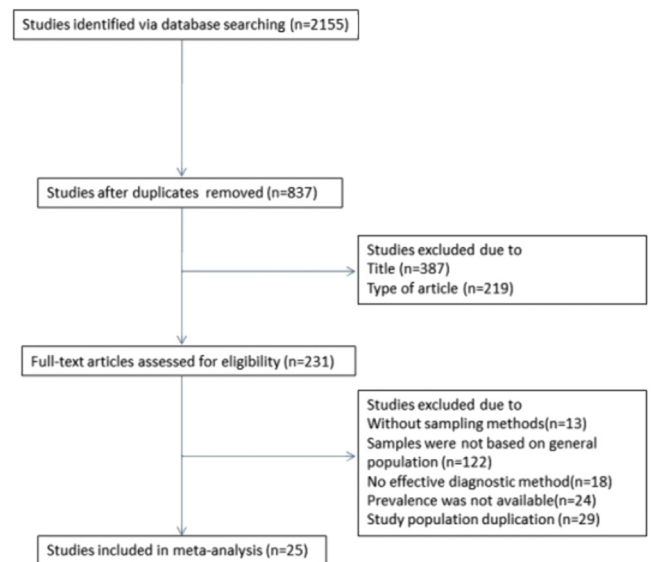 Studies identified via database searching (n=2155)
Studies after duplicates removed (n=837)
Studies excluded due to
Title (n=387)
Type of article (n=219)
Full-text articles assessed for eligibility (n=231)
Studies excluded due to
Without sampling methods(n=13)
Samples were not based on general
population (n=122)
No effective diagnostic method(n=18)
Prevalence was not available(n=24)
Study population duplication (n=29)
Studies included in meta-analysis (n=25)